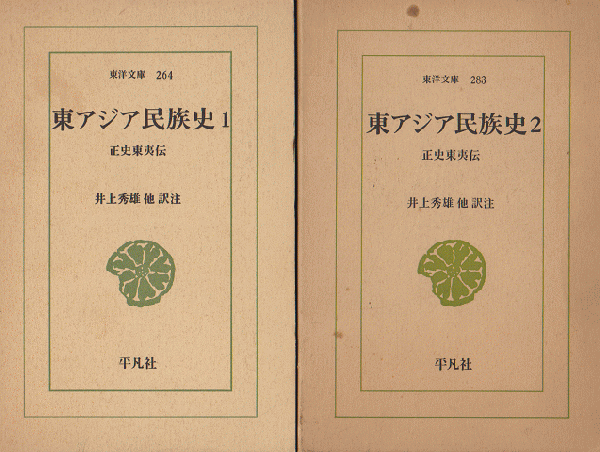 東洋文庫 264
東アジア民族史 1
正史東夷伝
井上秀雄 他 訳注
平凡社
東洋文庫 283
東アジア民族史 2
正史東夷伝
井上秀雄 他 訳注
平凡社